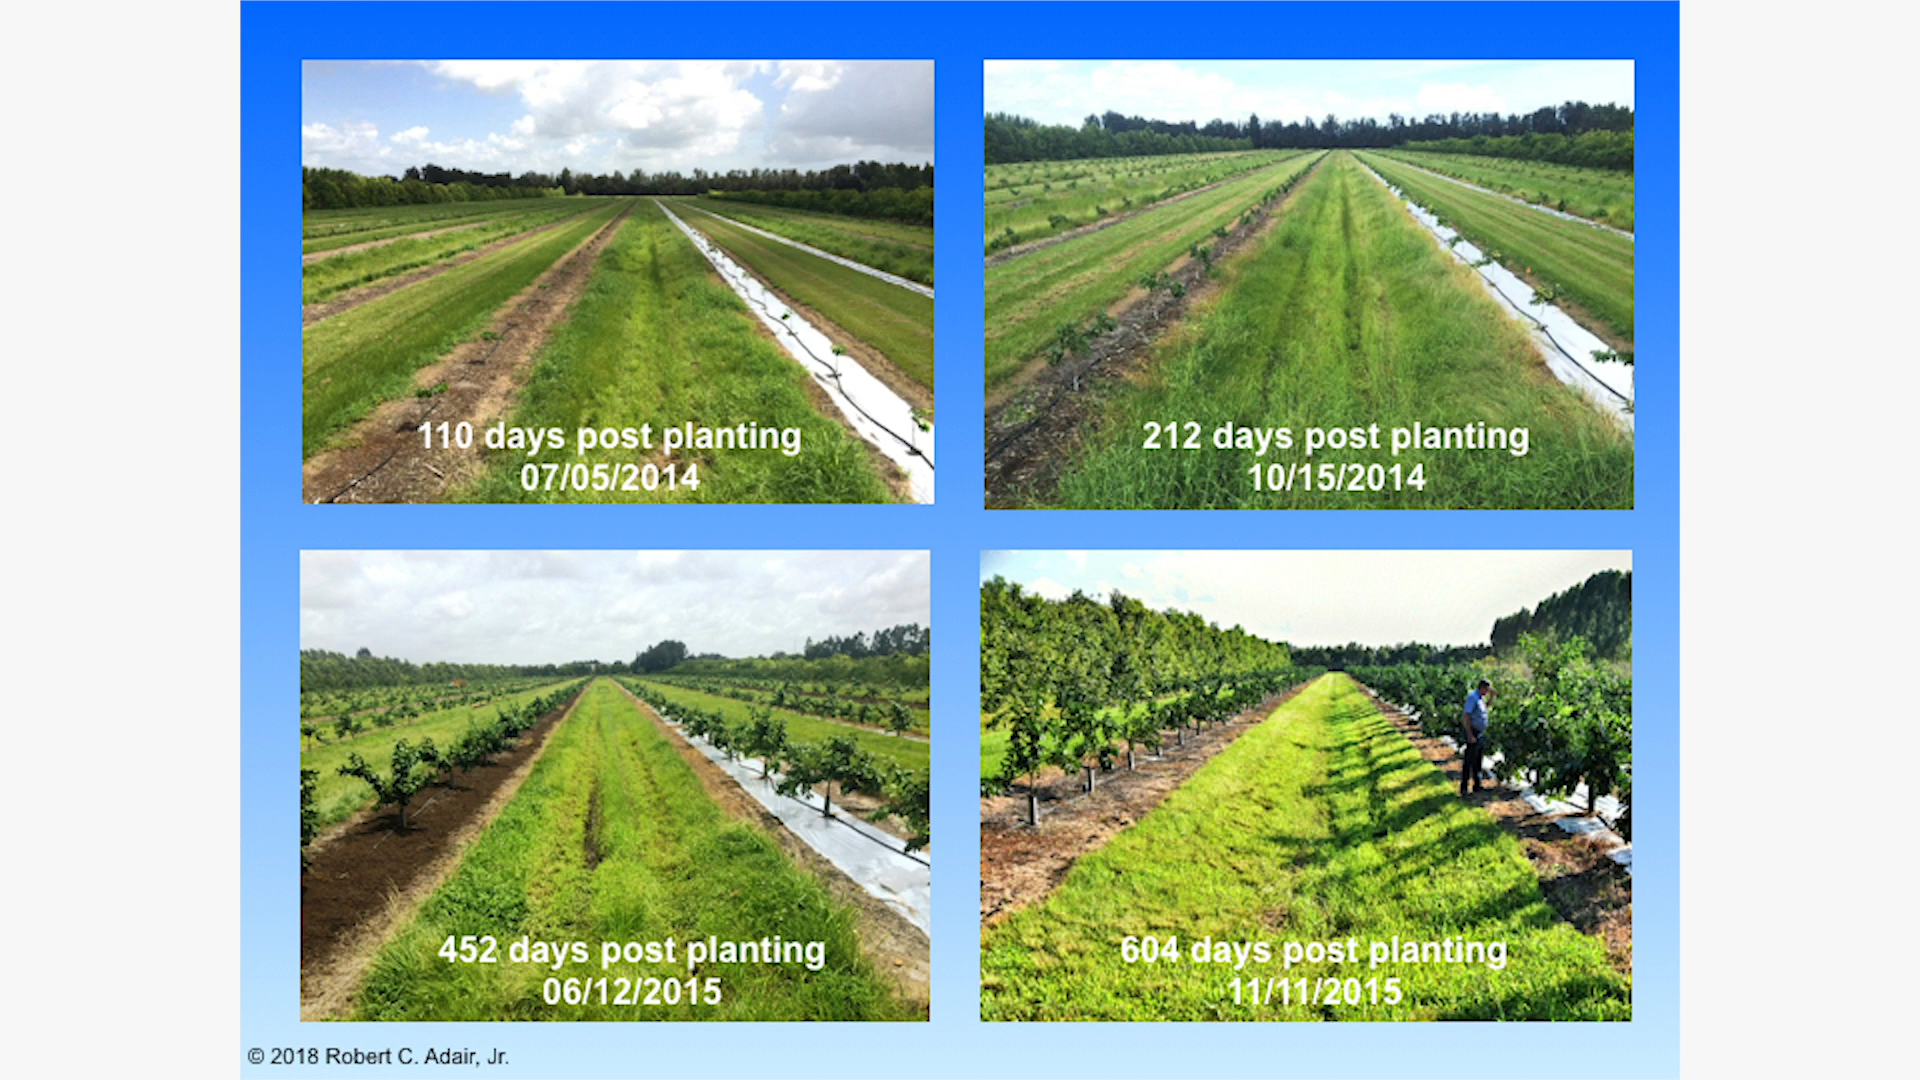 110 days post planting
07/05/2014
212 days post planting
10/15/2014
452 days post planting
06/12/2015
604 days post planting
11/11/2015
© 2018 Robert C. Adair, Jr.